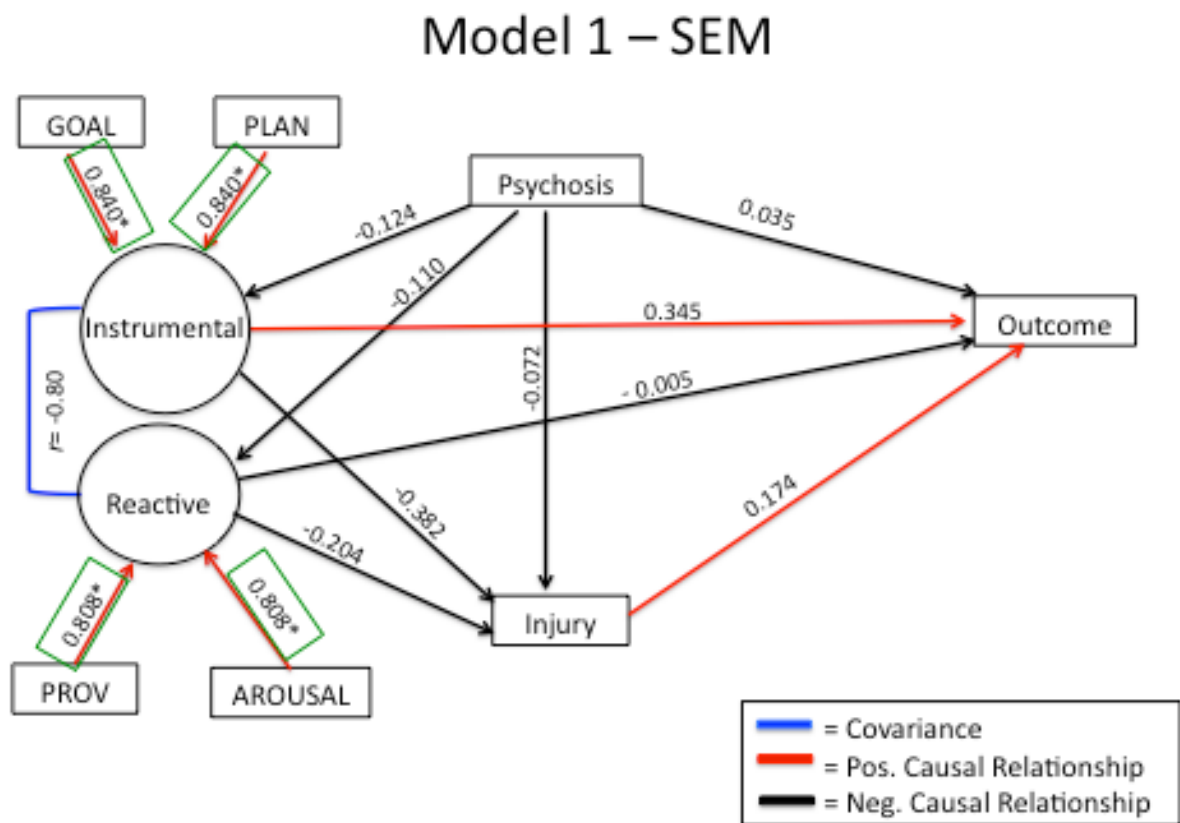 Model 1 – SEM
GOAL
PLAN
0.840*
0.840*
Psychosis
-0.124
0.035
-0.110
Instrumental
0.345
Outcome
-0.072
r= -0.80
- 0.005
Reactive
-0.382
0.174
-0.204
0.808*
0.808*
Injury
PROV
AROUSAL
= Covariance
= Pos. Causal Relationship
= Neg. Causal Relationship